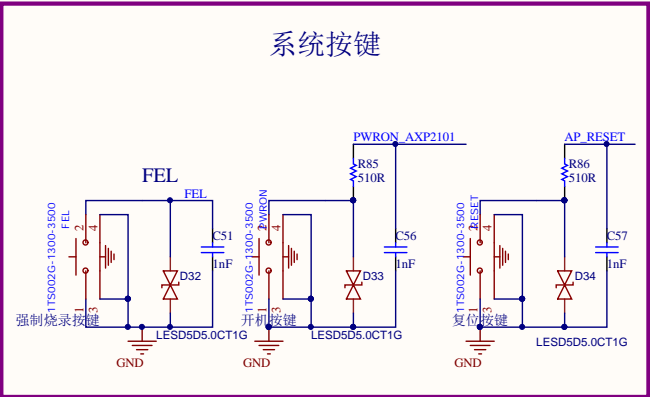 系统按键
PWRON_AXP2101
AP_RESET
R85
510R
R86
510R
FEL
FEL
1TS002G-1300-3500
FEL
2
4
1
3
C51
1nF
D32
强制烧录按键
LESD5D5.0CT1G
GND
1TS002G-1300-3500
PWRON
2
4
1
3
C56
1nF
D33
开机按键
LESD5D5.0CT1G
GND
1TS002G-1300-3500
RESET
2
4
1
3
C57
1nF
D34
复位按键
LESD5D5.0CT1G
GND